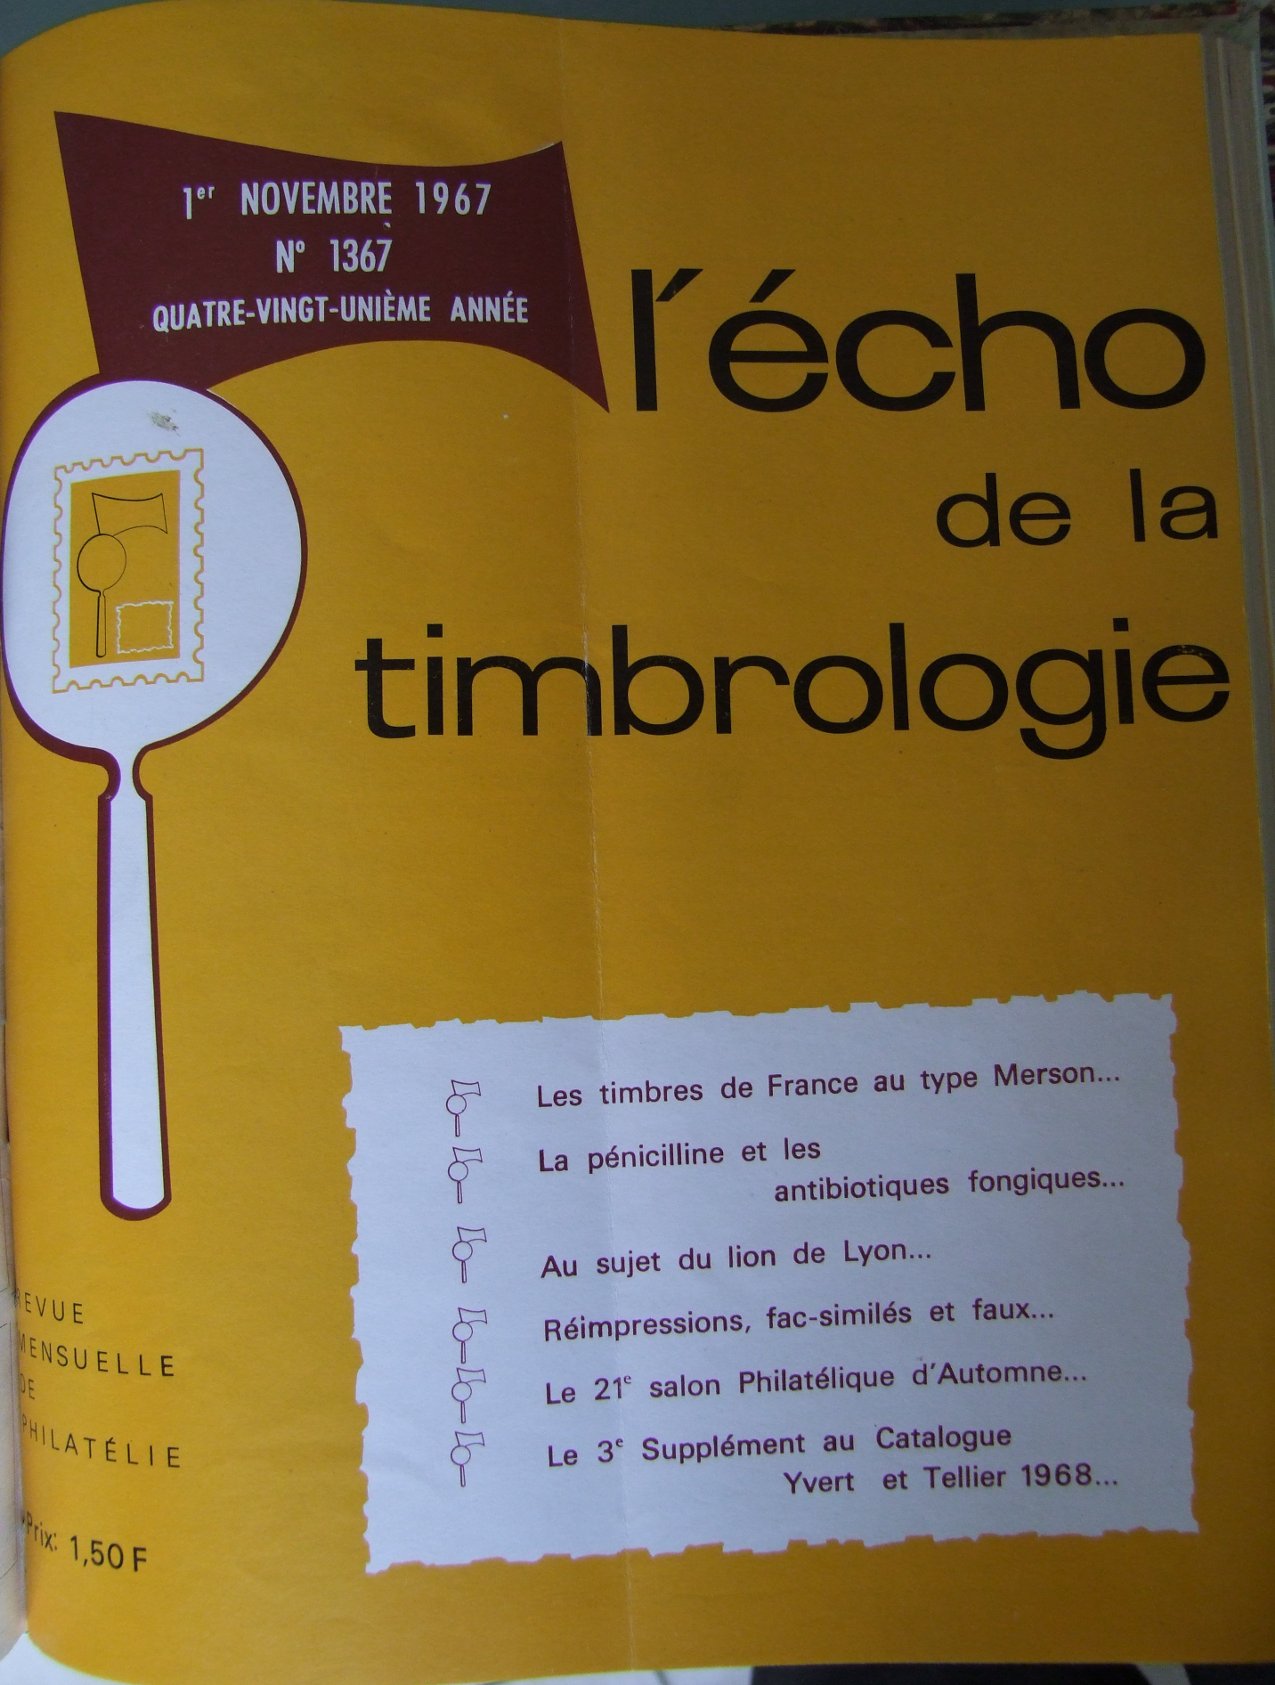 1er NOVEMBRE 1967
N° 1367
QUATRE-VINGT-UNIÈME ANNÉE
l'écho
de la
timbrologie
Les timbres de France au type Merson...
La pénicilline et les
antibiotiques fongiques...
Au sujet du lion de Lyon...
Réimpressions, fac-similés et faux...
Le 21e salon Philatélique d'Automne...
Le 3e Supplément au Catalogue
Yvert et Tellier 1968...
REVUE
MENSUELLE
DE
PHILATÉLIE
Prix: 1,50 F